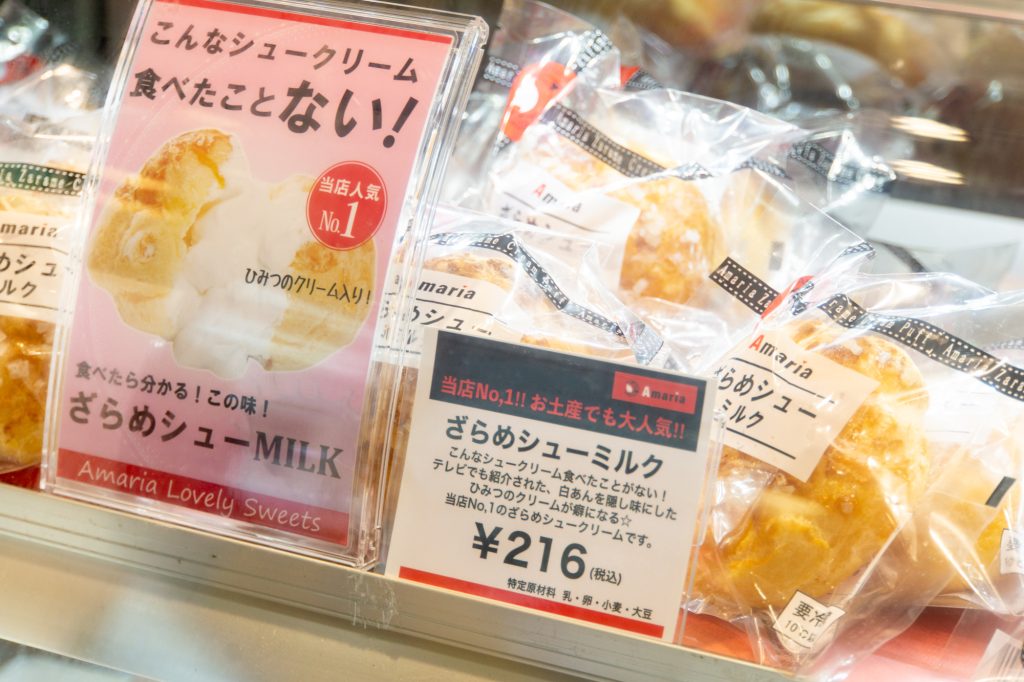 こんなシュークリーム
食べたことない!
当店人気
No.1
ひみつのクリーム入り!
食べたら分かる!この味!
ざらめシューMILK
Amaria Lovely Sweets
Amaria
当店No,1!! お土産でも大人気!!
ざらめシューミルク
こんなシュークリーム食べたことがない!
テレビでも紹介された、白あんを隠し味にした
ひみつのクリームが癖になる☆
当店No,1のざらめシュークリームです。
¥216(税込)
特定原材料 乳・卵・小麦・大豆
Amaria
ざらめシュー
Amaria
Amaria
らめシュー
ミルク
めシュ
ミルク
要冷